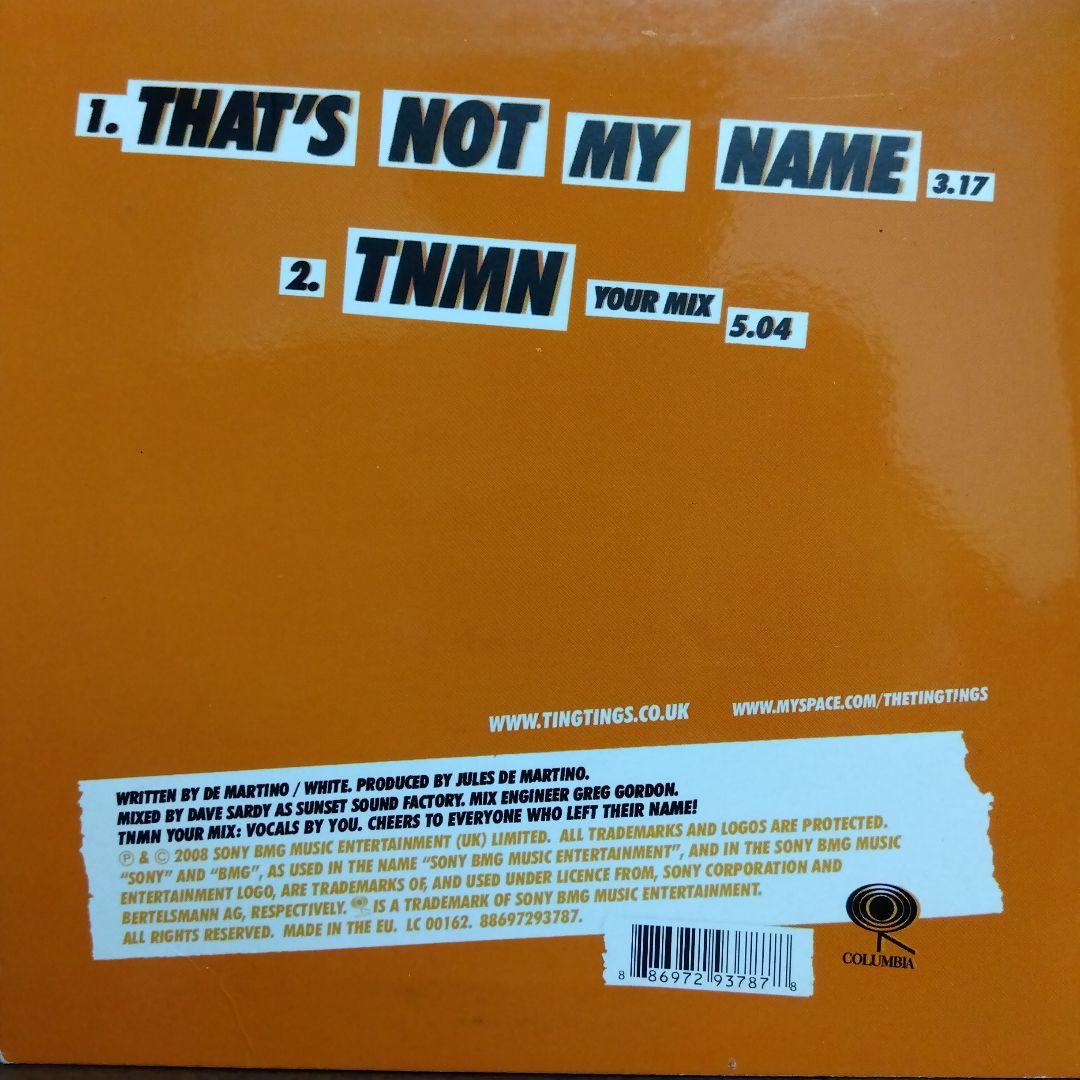 1. THAT'S NOT MY NAME 3.17
2. TNMN YOUR MIX 5.04
WWW.TINGTINGS.CO.UK WWW.MYSPACE.COM/THETINGTINGS
WRITTEN BY DE MARTINO / WHITE. PRODUCED BY JULES DE MARTINO.
MIXED BY DAVE SARDY AS SUNSET SOUND FACTORY. MIX ENGINEER GREG GORDON.
TNMN YOUR MIX: VOCALS BY YOU. CHEERS TO EVERYONE WHO LEFT THEIR NAME!
Ⓟ & © 2008 SONY BMG MUSIC ENTERTAINMENT (UK) LIMITED. ALL TRADEMARKS AND LOGOS ARE PROTECTED.
"SONY" AND "BMG", AS USED IN THE NAME "SONY BMG MUSIC ENTERTAINMENT", AND IN THE SONY BMG MUSIC
ENTERTAINMENT LOGO, ARE TRADEMARKS OF, AND USED UNDER LICENCE FROM, SONY CORPORATION AND
BERTELSMANN AG, RESPECTIVELY. IS A TRADEMARK OF SONY BMG MUSIC ENTERTAINMENT.
ALL RIGHTS RESERVED. MADE IN THE EU. LC 00162. 88697293787.
COLUMBIA
8 86972 93787 8